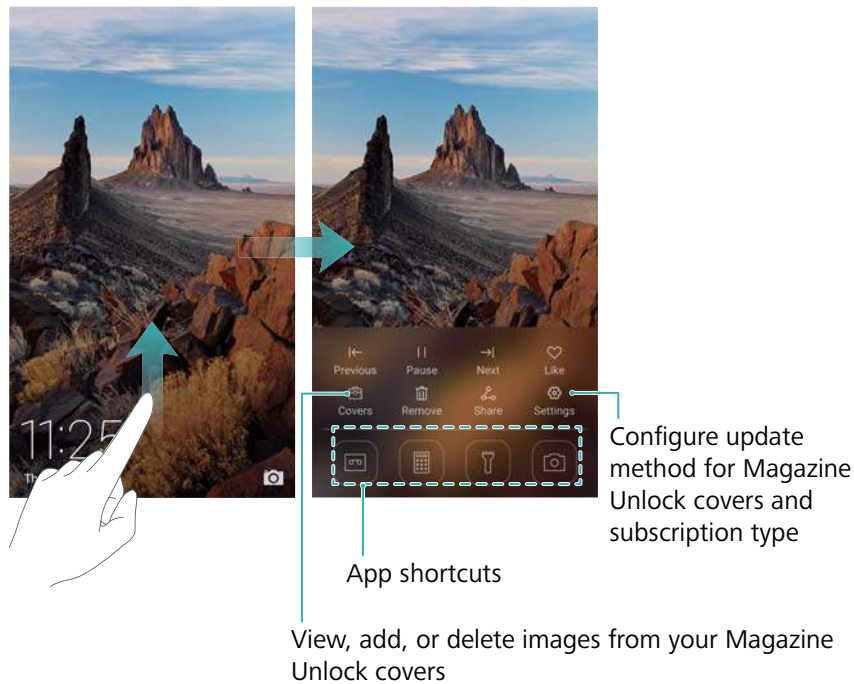 11:25
Previous Pause Next Like
Covers Remove Share Settings
Configure update
method for Magazine
Unlock covers and
subscription type
App shortcuts
View, add, or delete images from your Magazine
Unlock covers